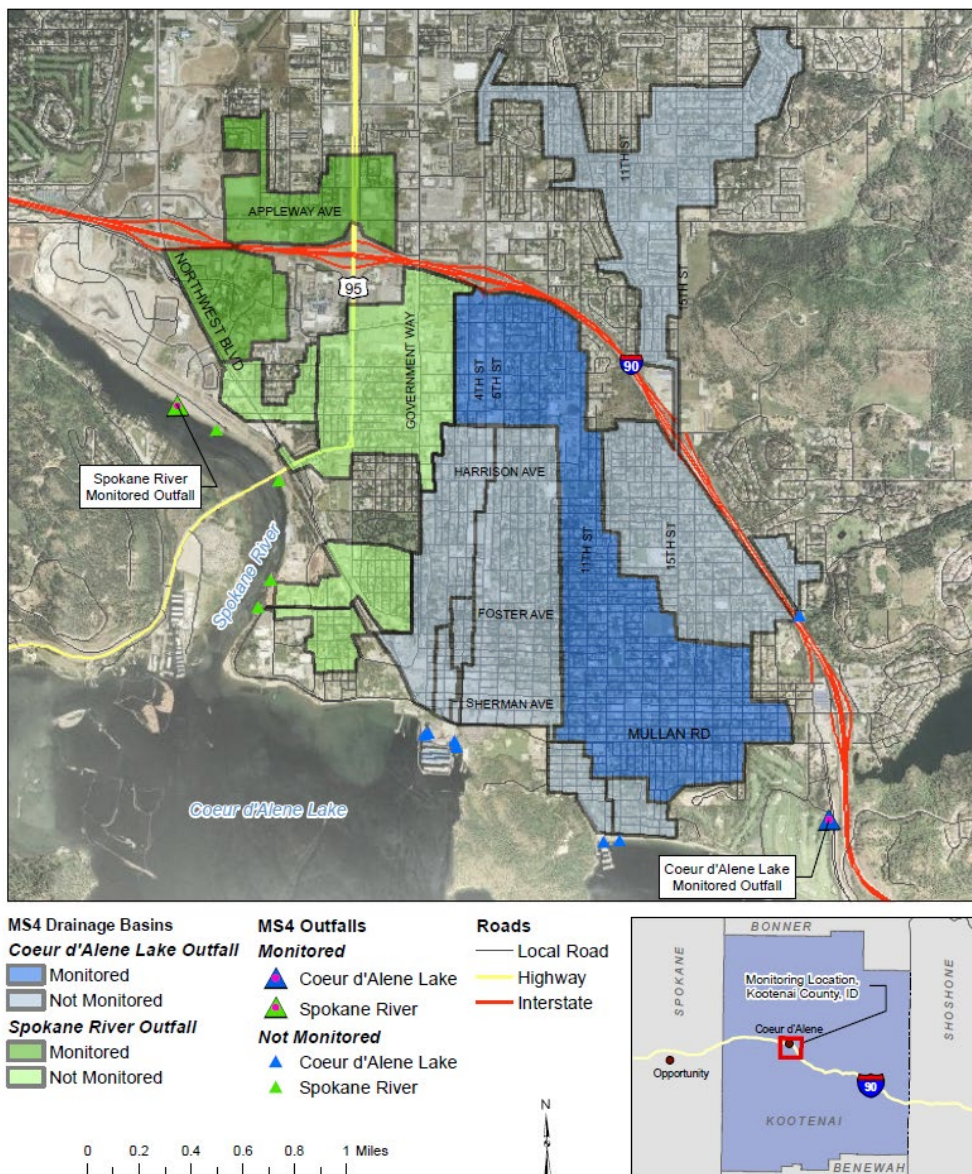 APPLEWAY AVE
11TH ST
NORTHWEST BLVD
95
GOVERNMENT WAY
15TH ST
4TH ST
5TH ST
90
Spokane River
Monitored Outfall
HARRISON AVE
11TH ST
15TH ST
Spokane River
FOSTER AVE
SHERMAN AVE
MULLAN RD
Coeur d'Alene Lake
Coeur d'Alene Lake
Monitored Outfall
MS4 Drainage Basins
Coeur d'Alene Lake Outfall
Monitored
Not Monitored
Spokane River Outfall
Monitored
Not Monitored
MS4 Outfalls
Monitored
Coeur d'Alene Lake
Spokane River
Not Monitored
Coeur d'Alene Lake
Spokane River
Roads
Local Road
Highway
Interstate
0 0.2 0.4 0.6 0.8 1 Miles
N
BONNER
SPOKANE
Monitoring Location,
Kootenai County, ID
SHOSHONE
Coeur d'Alene
Opportunity
90
KOOTENAI
BENEWAH